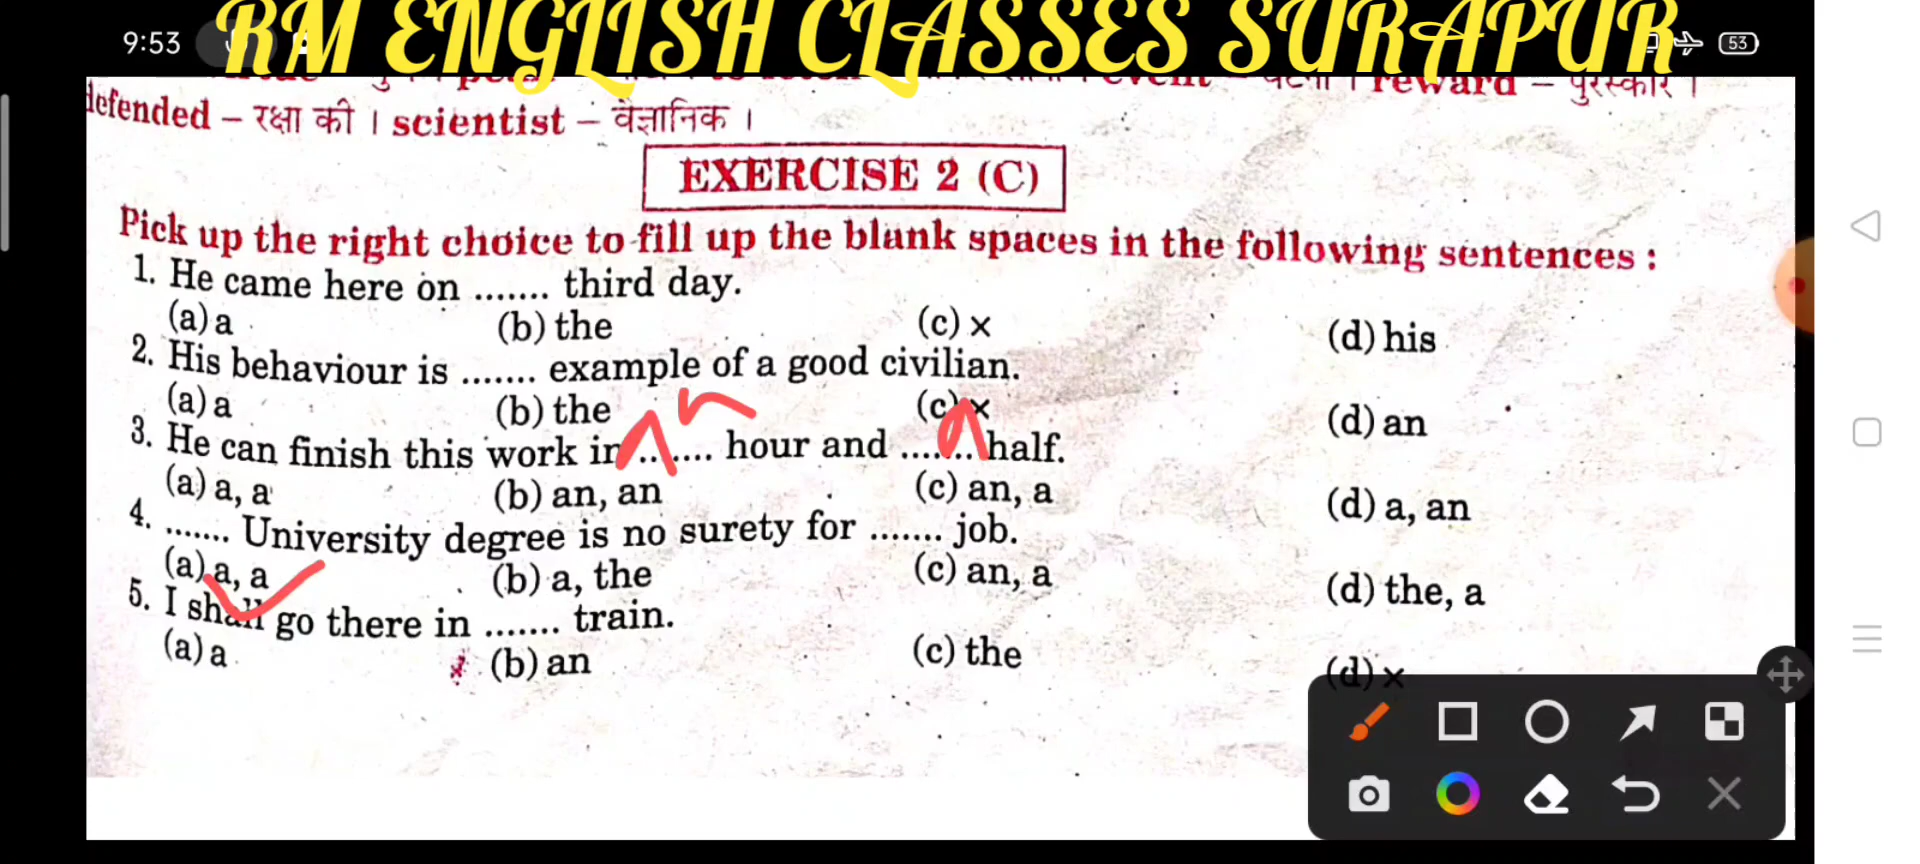 RM ENGLISH CLASSES SURAPUR
9:53
53
event – घटना । reward – पुरस्कार ।
defended – रक्षा की । scientist – वैज्ञानिक ।
EXERCISE 2 (C)
Pick up the right choice to fill up the blank spaces in the following sentences :
1. He came here on ....... third day.
(a) a (b) the (c) x (d) his
2. His behaviour is ....... example of a good civilian.
(a) a (b) the (c) x (d) an
3. He can finish this work in ....... hour and ....... half.
(a) a, a (b) an, an (c) an, a (d) a, an
4. ....... University degree is no surety for ....... job.
(a) a, a (b) a, the (c) an, a (d) the, a
5. I shall go there in ....... train.
(a) a (b) an (c) the (d) x